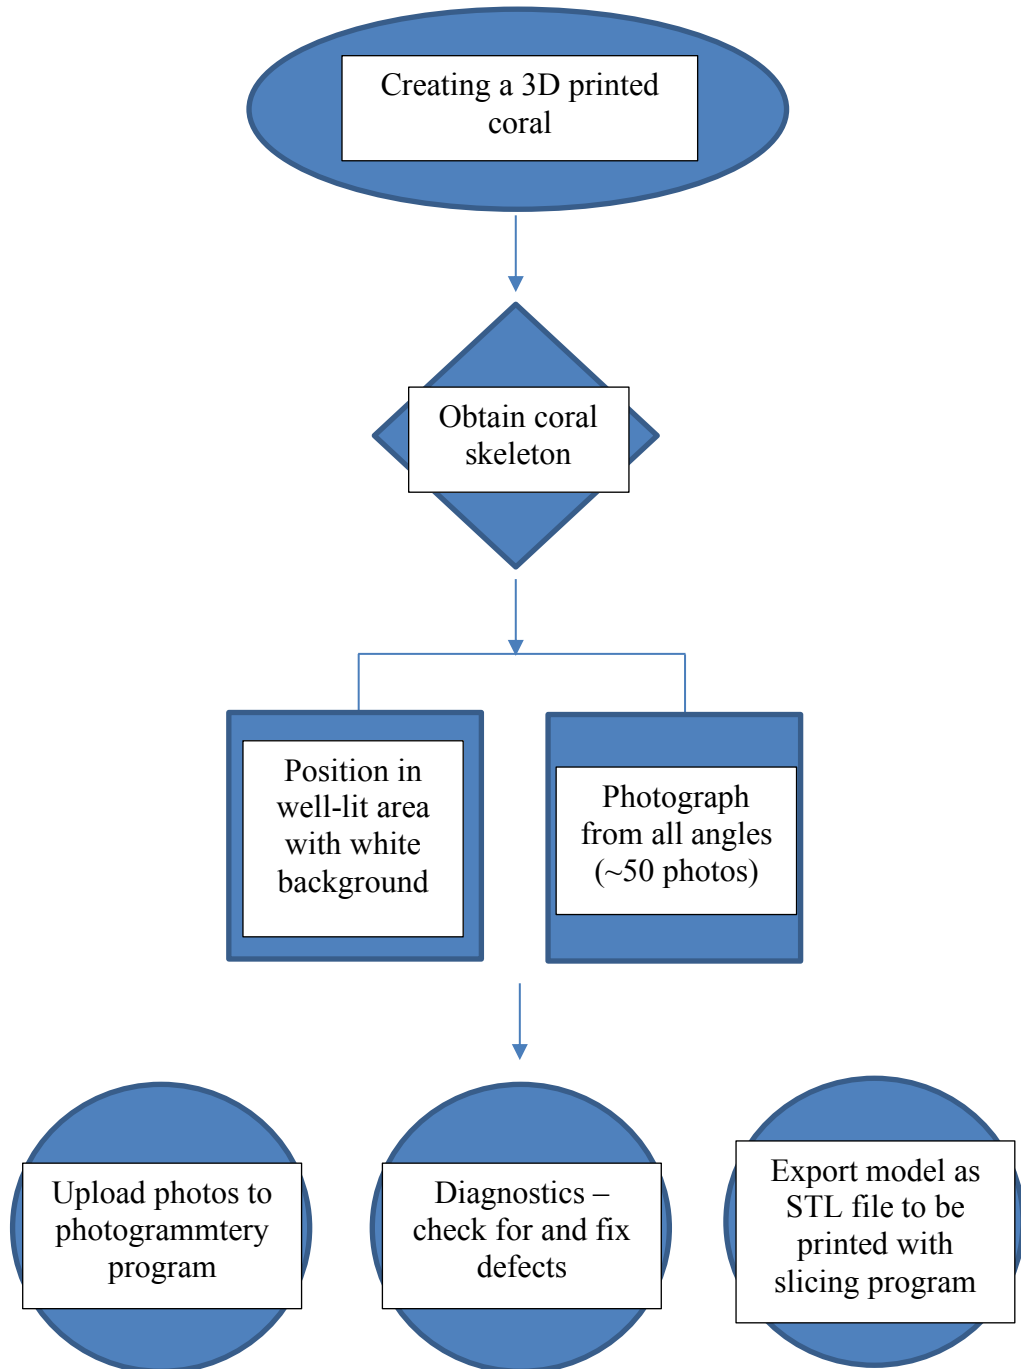 Creating a 3D printed
coral
Obtain coral
skeleton
Position in
well-lit area
with white
background
Photograph
from all angles
(~50 photos)
Upload photos to
photogrammtery
program
Diagnostics –
check for and fix
defects
Export model as
STL file to be
printed with
slicing program